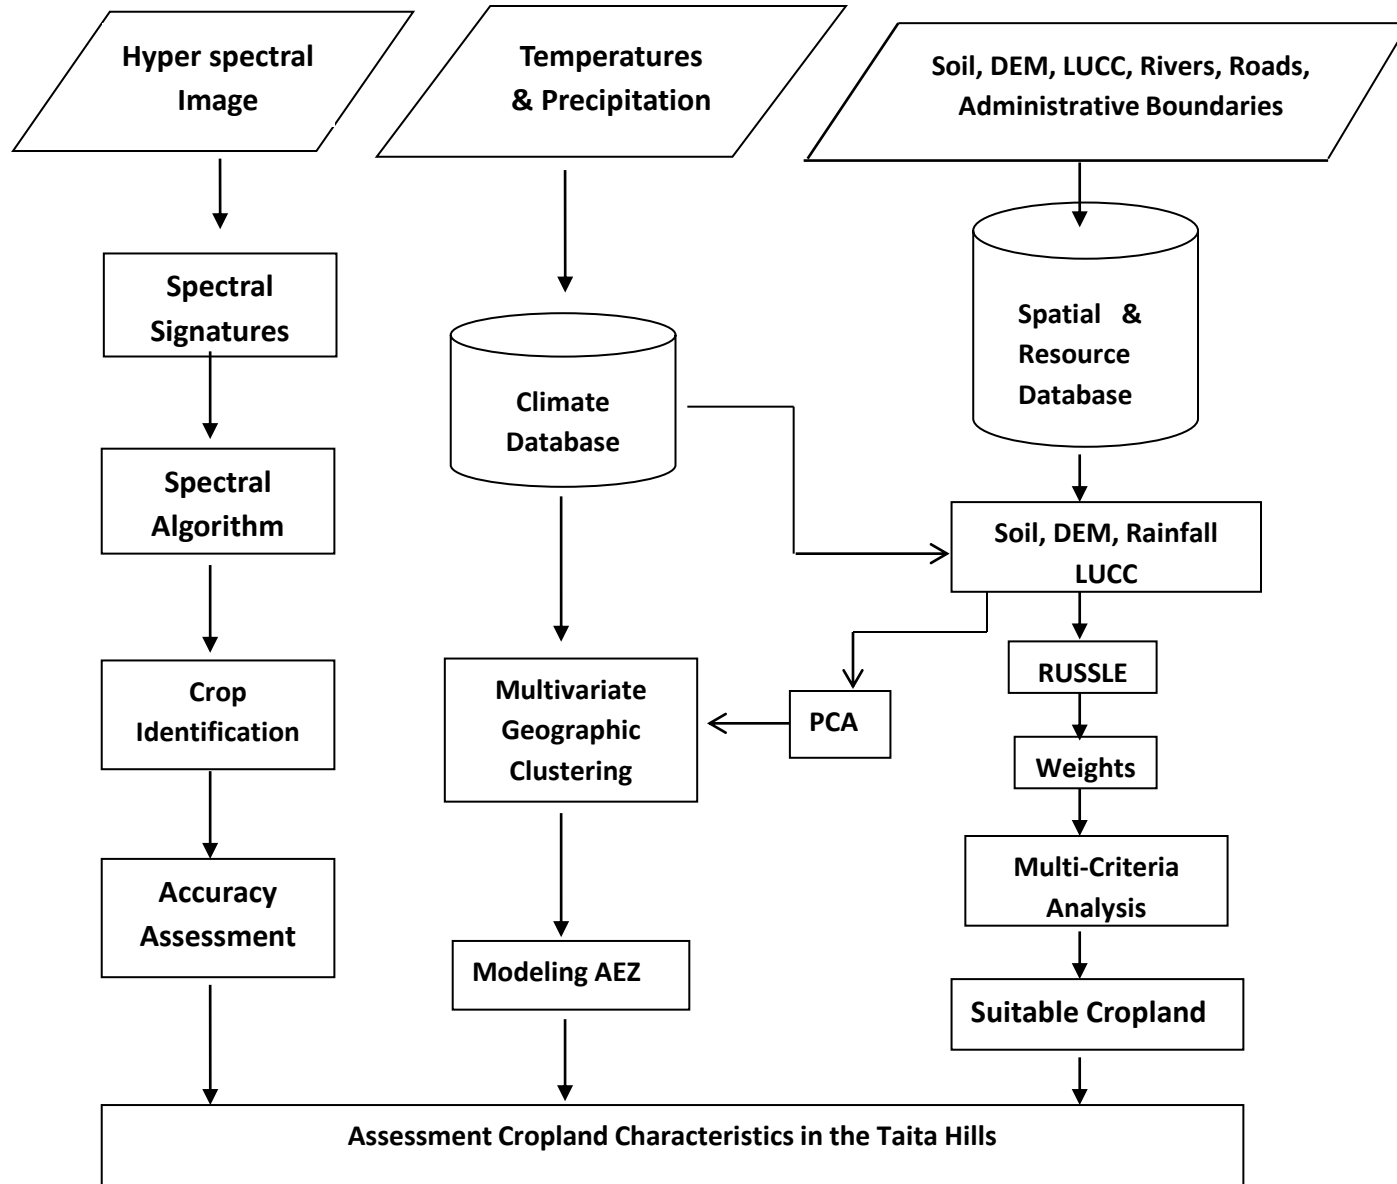 Hyper spectral
Image
Temperatures
& Precipitation
Soil, DEM, LUCC, Rivers, Roads,
Administrative Boundaries
Spectral
Signatures
Climate
Database
Spatial &
Resource
Database
Spectral
Algorithm
Soil, DEM, Rainfall
LUCC
Crop
Identification
Multivariate
Geographic
Clustering
PCA
RUSSLE
Weights
Accuracy
Assessment
Multi-Criteria
Analysis
Modeling AEZ
Suitable Cropland
Assessment Cropland Characteristics in the Taita Hills